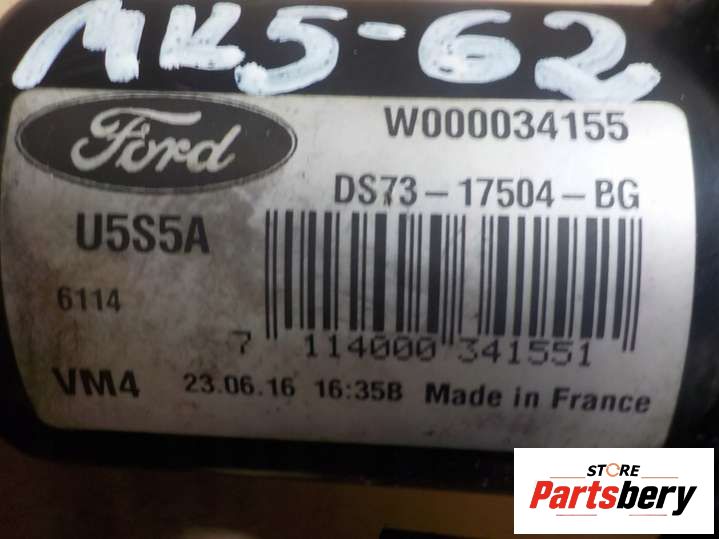 MK5-62
Ford
W000034155
DS73-17504-BG
U5S5A
6114
7 114000 341551
VM4 23.06.16 16:35B Made in France
STORE
Partsbery